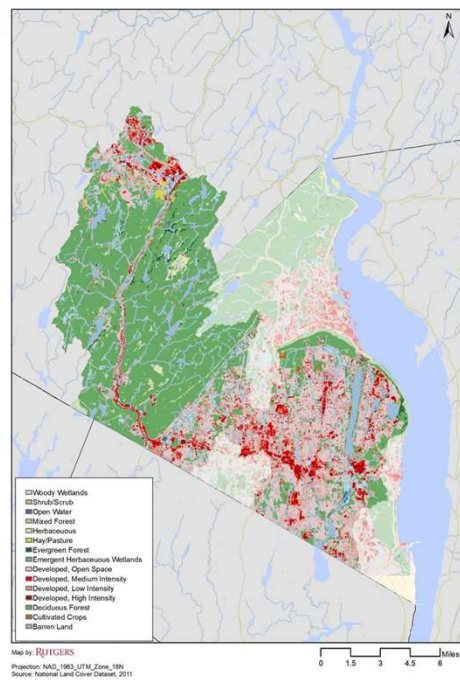 N
Woody Wetlands
Shrub/Scrub
Open Water
Mixed Forest
Herbaceous
Hay/Pasture
Evergreen Forest
Emergent Herbaceous Wetlands
Developed, Open Space
Developed, Medium Intensity
Developed, Low Intensity
Developed, High Intensity
Deciduous Forest
Cultivated Crops
Barren Land
Map by: RUTGERS
Projection: NAD_1983_UTM_Zone_18N
Source: National Land Cover Dataset, 2011
Miles
0 1.5 3 4.5 6